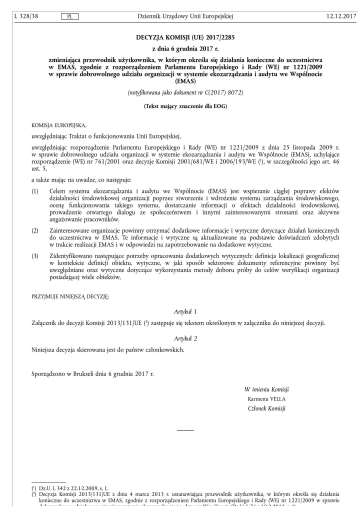 L 328/38
PL
Dziennik Urzędowy Unii Europejskiej
12.12.2017
DECYZJA KOMISJI (UE) 2017/2285
z dnia 6 grudnia 2017 r.
zmieniająca przewodnik użytkownika, w którym określa się działania konieczne do uczestnictwa
w EMAS, zgodnie z rozporządzeniem Parlamentu Europejskiego i Rady (WE) nr 1221/2009
w sprawie dobrowolnego udziału organizacji w systemie ekozarządzania i audytu we Wspólnocie
(EMAS)
(notyfikowana jako dokument nr C(2017) 8072)
(Tekst mający znaczenie dla EOG)
KOMISJA EUROPEJSKA,
uwzględniając Traktat o funkcjonowaniu Unii Europejskiej,
uwzględniając rozporządzenie Parlamentu Europejskiego i Rady (WE) nr 1221/2009 z dnia 25 listopada 2009 r.
w sprawie dobrowolnego udziału organizacji w systemie ekozarządzania i audytu we Wspólnocie (EMAS), uchylające
rozporządzenie (WE) nr 761/2001 oraz decyzje Komisji 2001/681/WE i 2006/193/WE (¹), w szczególności jego art. 46
ust. 5,
a także mając na uwadze, co następuje:
(1) Celem systemu ekozarządzania i audytu we Wspólnocie (EMAS) jest wspieranie ciągłej poprawy efektów
działalności środowiskowej organizacji poprzez stworzenie i wdrożenie systemu zarządzania środowiskowego,
ocenę funkcjonowania takiego systemu, dostarczanie informacji o efektach działalności środowiskowej,
prowadzenie otwartego dialogu ze społeczeństwem i innymi zainteresowanymi stronami oraz aktywne
angażowanie pracowników.
(2) Zainteresowane organizacje powinny otrzymać dodatkowe informacje i wytyczne dotyczące działań koniecznych
do uczestnictwa w EMAS. Te informacje i wytyczne są aktualizowane na podstawie doświadczeń zdobytych
w trakcie realizacji EMAS i w odpowiedzi na zapotrzebowanie na dodatkowe wytyczne.
(3) Zidentyfikowano następujące potrzeby opracowania dodatkowych wytycznych: definicja lokalizacji geograficznej
w kontekście definicji obiektu, wytyczne, w jaki sposób sektorowe dokumenty referencyjne powinny być
uwzględniane oraz wytyczne dotyczące wykorzystania metody doboru próby do celów weryfikacji organizacji
posiadającej wiele obiektów,
PRZYJMUJE NINIEJSZĄ DECYZJĘ:
Artykuł 1
Załącznik do decyzji Komisji 2013/131/UE (²) zastępuje się tekstem określonym w załączniku do niniejszej decyzji.
Artykuł 2
Niniejsza decyzja skierowana jest do państw członkowskich.
Sporządzono w Brukseli dnia 6 grudnia 2017 r.
W imieniu Komisji
Karmenu VELLA
Członek Komisji
(¹) Dz.U. L 342 z 22.12.2009, s. 1.
(²) Decyzja Komisji 2013/131/UE z dnia 4 marca 2013 r. ustanawiająca przewodnik użytkownika, w którym określa się działania
konieczne do uczestnictwa w EMAS, zgodnie z rozporządzeniem Parlamentu Europejskiego i Rady (WE) nr 1221/2009 w sprawie